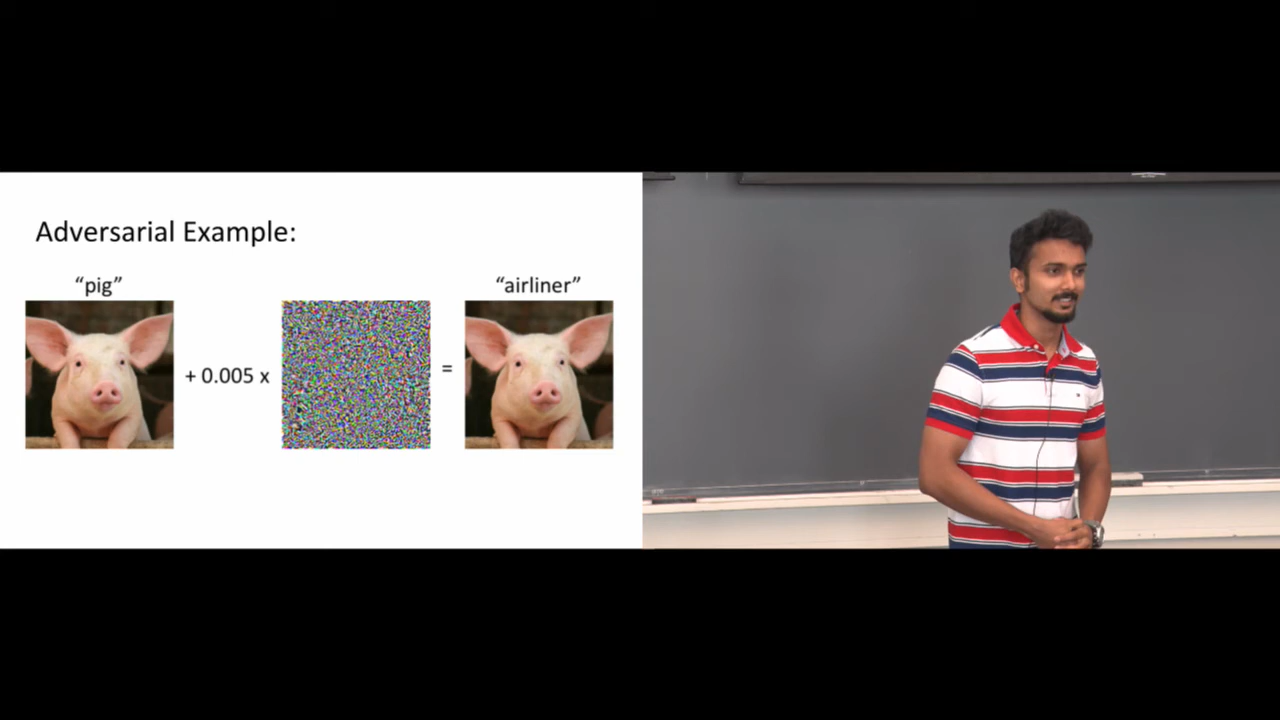 Adversarial Example:
“pig”
“airliner”
+ 0.005 x
=